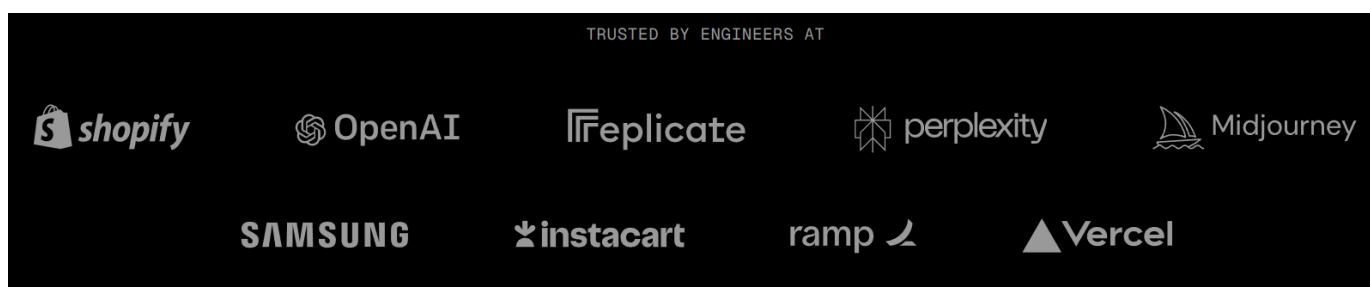 TRUSTED BY ENGINEERS AT
shopify OpenAI Replicate perplexity Midjourney
SAMSUNG instacart ramp Vercel